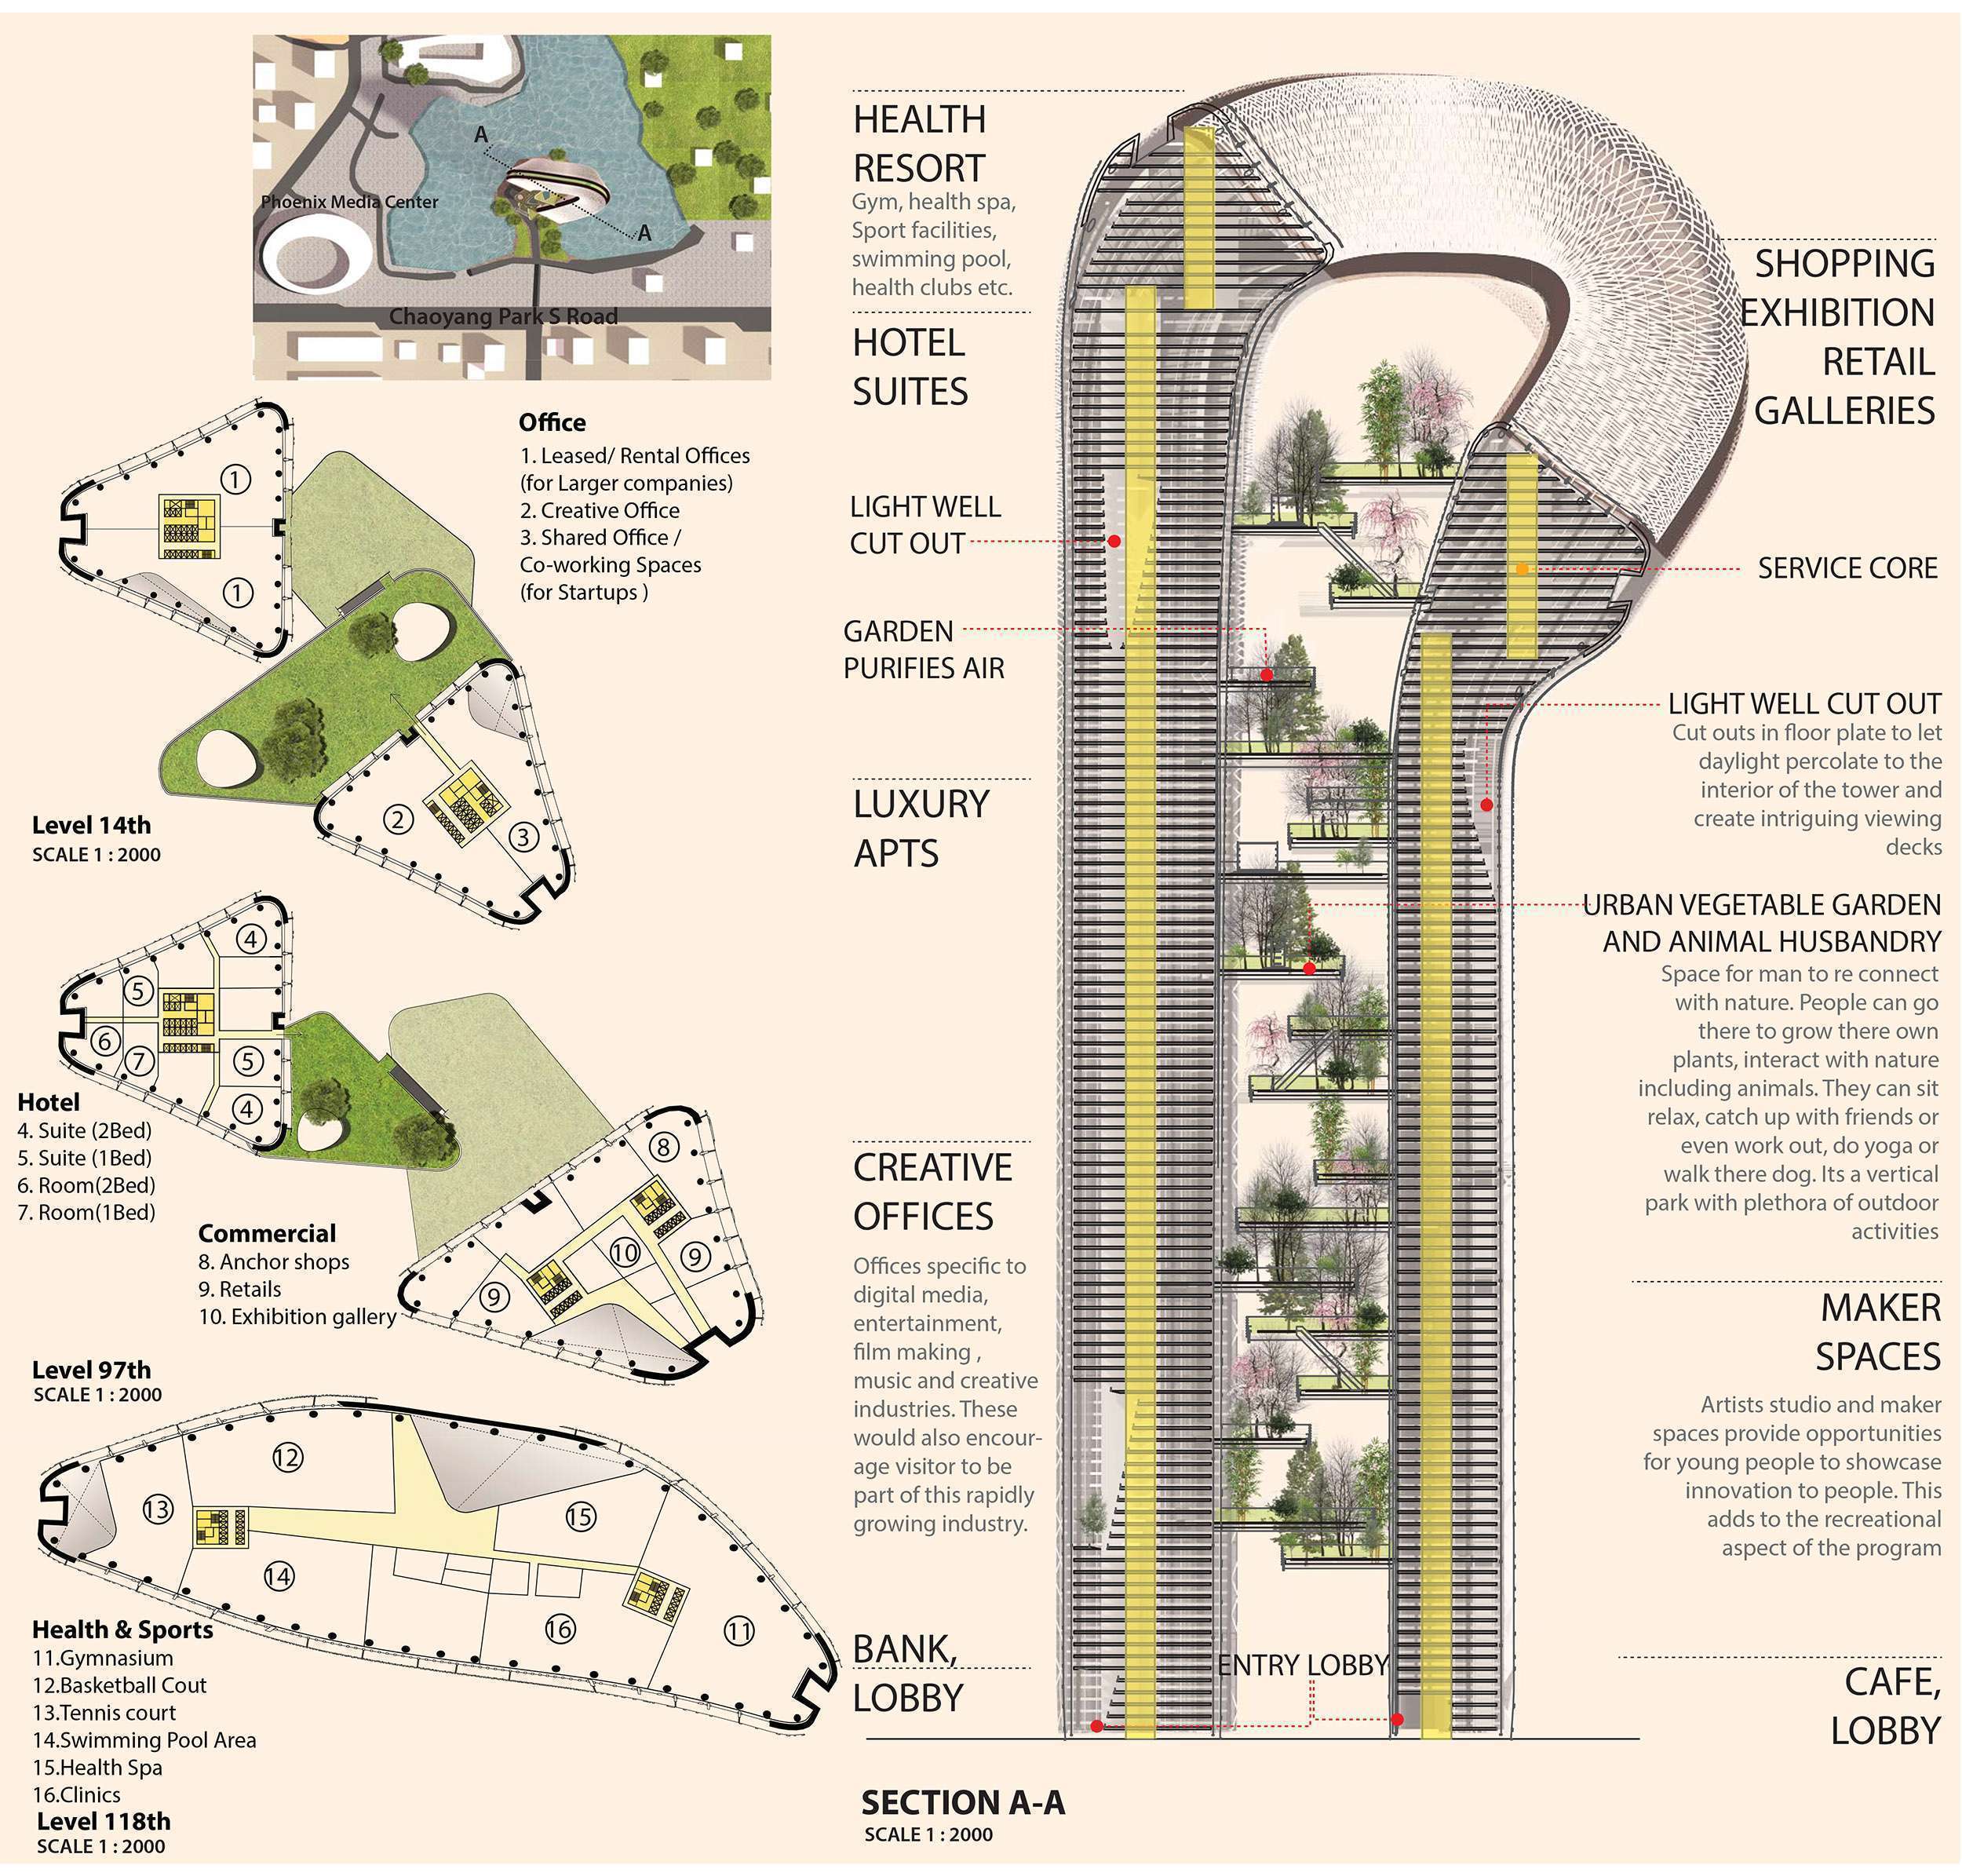 A
Phoenix Media Center
A
Chaoyang Park S Road
Office
1. Leased/ Rental Offices
(for Larger companies)
2. Creative Office
3. Shared Office /
Co-working Spaces
(for Startups )
1
1
2
3
Level 14th
SCALE 1 : 2000
4
5
6
7
5
4
Hotel
4. Suite (2Bed)
5. Suite (1Bed)
6. Room(2Bed)
7. Room(1Bed)
8
10
9
9
Commercial
8. Anchor shops
9. Retails
10. Exhibition gallery
Level 97th
SCALE 1 : 2000
12
13
15
14
16
11
Health & Sports
11.Gymnasium
12.Basketball Cout
13.Tennis court
14.Swimming Pool Area
15.Health Spa
16.Clinics
Level 118th
SCALE 1 : 2000
HEALTH
RESORT
Gym, health spa,
Sport facilities,
swimming pool,
health clubs etc.
HOTEL
SUITES
LIGHT WELL
CUT OUT
GARDEN
PURIFIES AIR
LUXURY
APTS
CREATIVE
OFFICES
Offices specific to
digital media,
entertainment,
film making ,
music and creative
industries. These
would also encour-
age visitor to be
part of this rapidly
growing industry.
BANK,
LOBBY
ENTRY LOBBY
SHOPPING
EXHIBITION
RETAIL
GALLERIES
SERVICE CORE
LIGHT WELL CUT OUT
Cut outs in floor plate to let
daylight percolate to the
interior of the tower and
create intriguing viewing
decks
URBAN VEGETABLE GARDEN
AND ANIMAL HUSBANDRY
Space for man to re connect
with nature. People can go
there to grow there own
plants, interact with nature
including animals. They can sit
relax, catch up with friends or
even work out, do yoga or
walk there dog. Its a vertical
park with plethora of outdoor
activities
MAKER
SPACES
Artists studio and maker
spaces provide opportunities
for young people to showcase
innovation to people. This
adds to the recreational
aspect of the program
CAFE,
LOBBY
SECTION A-A
SCALE 1 : 2000